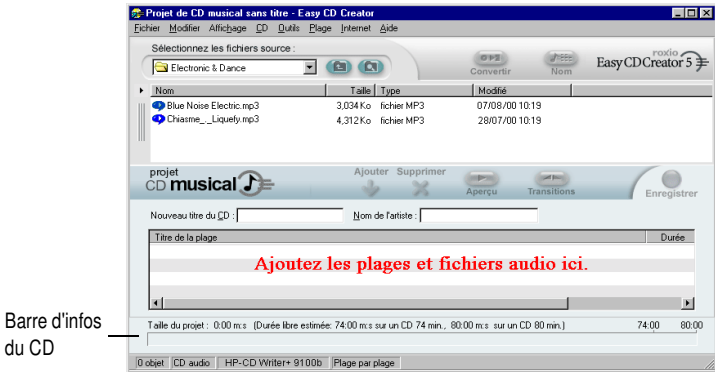 Projet de CD musical sans titre - Easy CD Creator
Fichier Modifier Affichage CD Outils Plage Internet Aide
Sélectionnez les fichiers source :
Electronic & Dance
Convertir
Nom
roxio
Easy CD Creator 5
Nom Taille Type Modifié
Blue Noise Electric.mp3 3,034 Ko fichier MP3 07/08/00 10:19
Chiasme_._Liquefy.mp3 4,312 Ko fichier MP3 28/07/00 10:19
projet
CD musical
Ajouter Supprimer
Aperçu
Transitions
Enregistrer
Nouveau titre du CD :
Nom de l'artiste :
Titre de la plage Durée
Ajoutez les plages et fichiers audio ici.
Barre d'infos
du CD
Taille du projet : 0:00 m:s (Durée libre estimée: 74:00 m:s sur un CD 74 min., 80:00 m:s sur un CD 80 min.) 74:00 80:00
0 objet CD audio HP-CD Writer+ 9100b Plage par plage